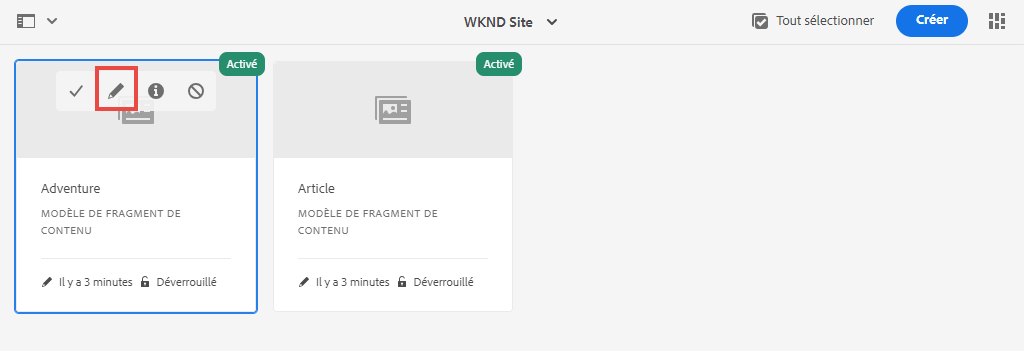 WKND Site
Tout sélectionner
Créer
Activé
Activé
Adventure
MODÈLE DE FRAGMENT DE
CONTENU
Il y a 3 minutes
Déverrouillé
Article
MODÈLE DE FRAGMENT DE
CONTENU
Il y a 3 minutes
Déverrouillé